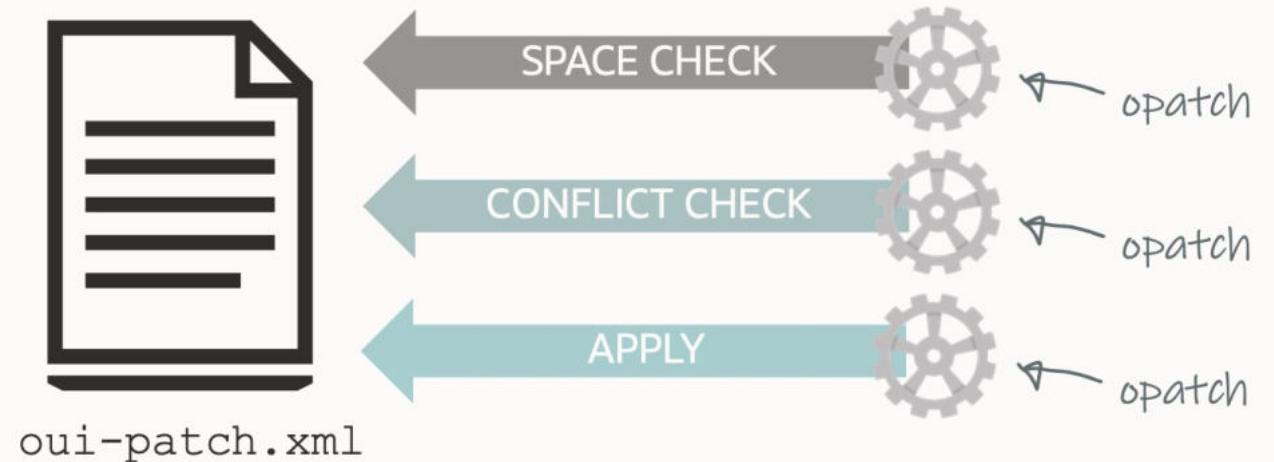 SPACE CHECK
opatch
CONFLICT CHECK
opatch
APPLY
opatch
oui-patch.xml